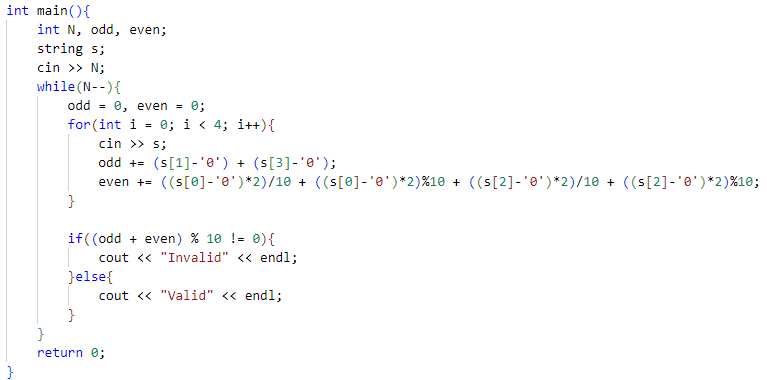 int main(){
    int N, odd, even;
    string s;
    cin >> N;
    while(N--){
        odd = 0, even = 0;
        for(int i = 0; i < 4; i++){
            cin >> s;
            odd += (s[1]-'0') + (s[3]-'0');
            even += ((s[0]-'0')*2)/10 + ((s[0]-'0')*2)%10 + ((s[2]-'0')*2)/10 + ((s[2]-'0')*2)%10;
        }

        if((odd + even) % 10 != 0){
            cout << "Invalid" << endl;
        }else{
            cout << "Valid" << endl;
        }
    }
    return 0;
}